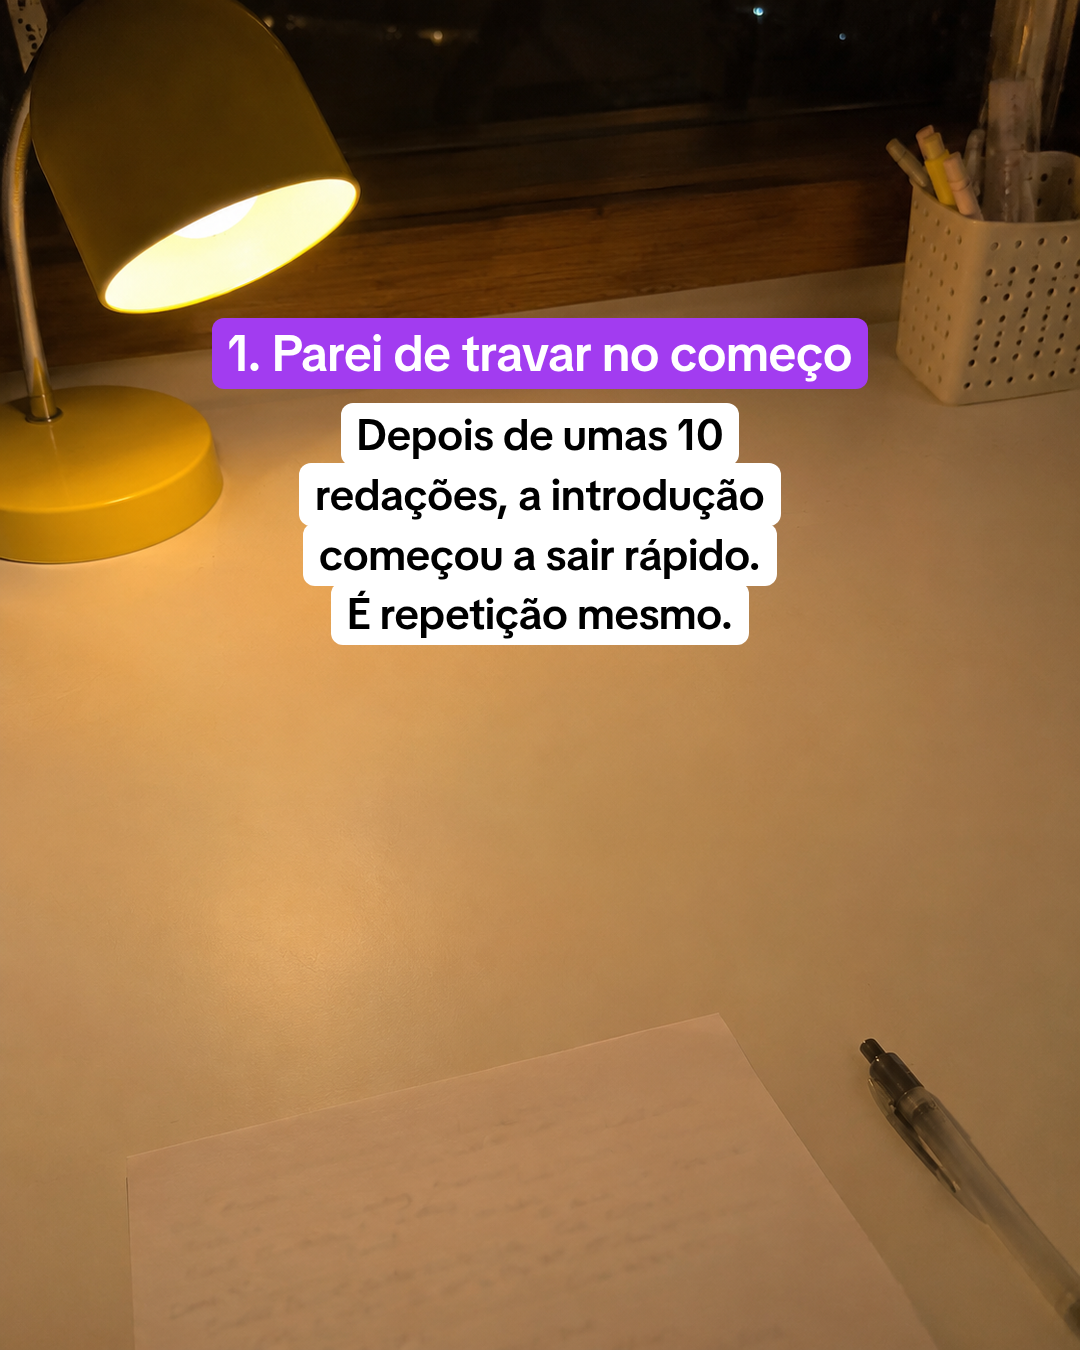 1. Parei de travar no começo
Depois de umas 10
redações, a introdução
começou a sair rápido.
É repetição mesmo.